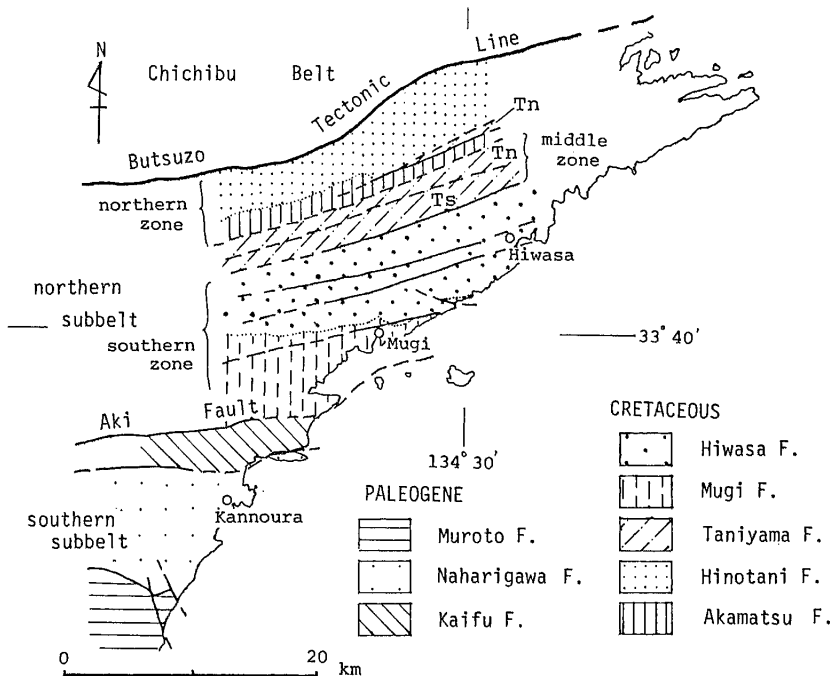 N
Chichibu Belt
Tectonic Line
Butsuzo
Tn
Tn
middle
zone
northern
zone
Ts
Hiwasa
northern
subbelt
southern
zone
Mugi
33° 40'
Aki Fault
134° 30'
Kannoura
southern
subbelt
CRETACEOUS
Hiwasa F.
Mugi F.
Taniyama F.
Hinotani F.
Akamatsu F.
PALEOGENE
Muroto F.
Naharigawa F.
Kaifu F.
0 20
km